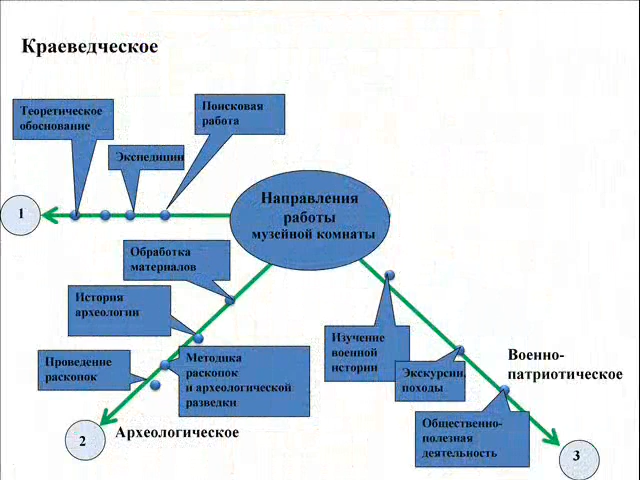 Краеведческое
Теоретическое
обоснование
Экспедиции
Поисковая
работа
1
Направления
работы
музейной комнаты
Обработка
материалов
История
археологии
Проведение
раскопок
Методика
раскопок
и археологической
разведки
2
Археологическое
Изучение
военной
истории
Экскурсии,
походы
Общественно-
полезная
деятельность
Военно-
патриотическое
3